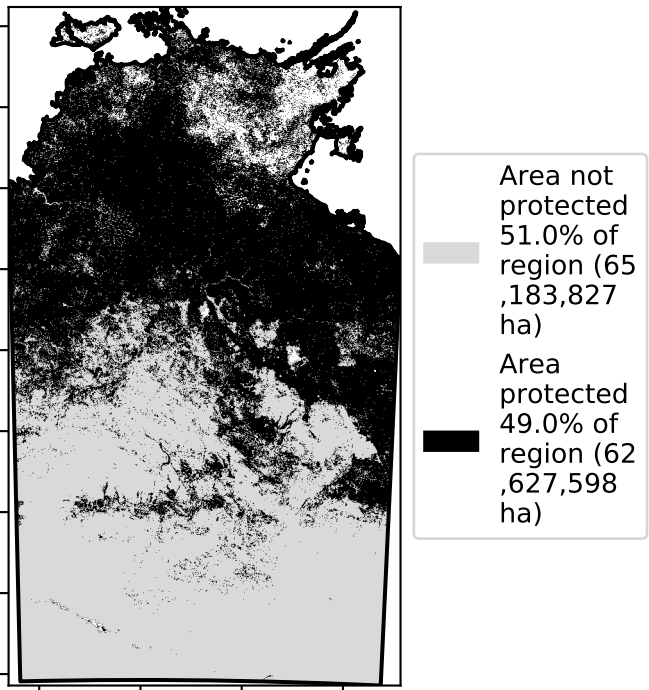 Area not
protected
51.0% of
region (65
,183,827
ha)
Area
protected
49.0% of
region (62
,627,598
ha)